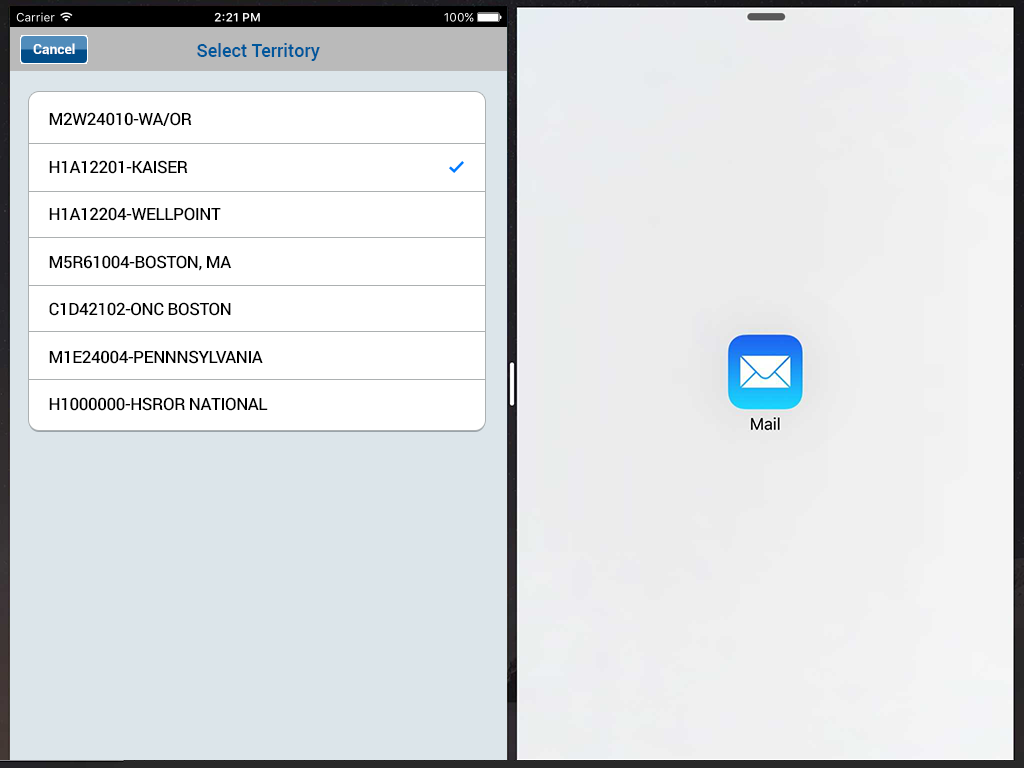 Carrier 2:21 PM 100%
Cancel Select Territory
M2W24010-WA/OR
H1A12201-KAISER
H1A12204-WELLPOINT
M5R61004-BOSTON, MA
C1D42102-ONC BOSTON
M1E24004-PENNNSYLVANIA
H1000000-HSROR NATIONAL
Mail